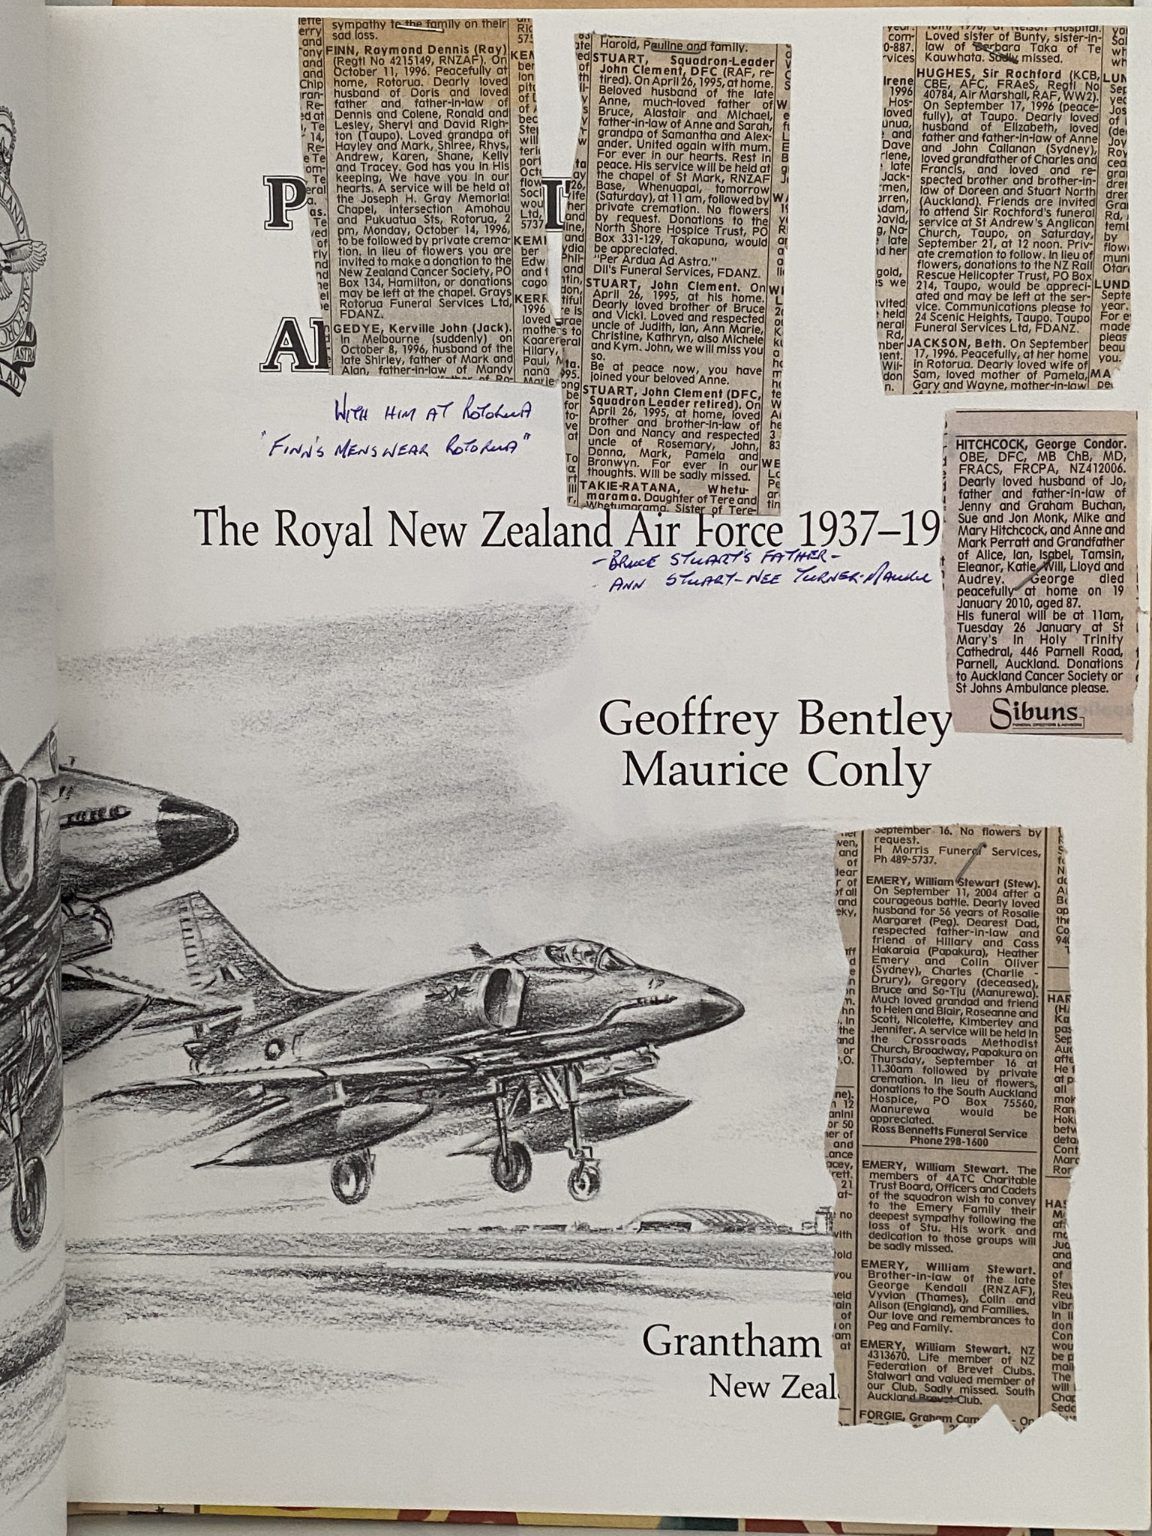 sympathy to the family on their
sad loss.
FINN, Raymond Dennis (Ray)
(Regtl No 4215149, RNZAF). On
October 11, 1996. Peacefully at
home, Rotorua. Dearly loved
husband of Doris and loved
father and father-in-law of
Dennis and Colene, Ronald and
Lesley, Sheryl and David Righ-
ton (Taupo). Loved grandpa of
Hayley and Mark, Shiree, Rhys,
Andrew, Karen, Shane, Kelly
and Tracey. God has you in His
keeping, We have you in our
hearts. A service will be held at
the Joseph H. Gray Memorial
Chapel, intersection Amohau
and Pukuatua Sts, Rotorua, 2
pm, Monday, October 14, 1996,
to be followed by private crema-
tion. In lieu of flowers you are
invited to make a donation to the
New Zealand Cancer Society, PO
Box 134, Hamilton, or donations
may be left at the chapel. Grays
Rotorua Funeral Services Ltd,
FDANZ.
GEDYE, Kerville John (Jack).
In Melbourne (suddenly) on
October 8, 1996, husband of the
late Shirley, father of Mark and
Alan, father-in-law of Mandy
WITH HIM AT ROTORUA
"FINN'S MENSWEAR ROTORUA"
Harold, Pauline and family.
STUART, Squadron-Leader
John Clement, DFC (RAF, re-
tired). On April 26, 1995, at home.
Beloved husband of the late
Anne, much-loved father of
Bruce, Alastair and Michael,
father-in-law of Anne and Sarah,
grandpa of Samantha and Alex-
ander. United again with mum.
For ever in our hearts. Rest in
peace. His service will be held at
the chapel of St Mark, RNZAF
Base, Whenuapai, tomorrow
(Saturday), at 11 am, followed by
private cremation. No flowers
by request. Donations to the
North Shore Hospice Trust, PO
Box 331-129, Takapuna, would
be appreciated.
"Per Ardua Ad Astra."
Dil's Funeral Services, FDANZ.
STUART, John Clement. On
April 26, 1995, at his home.
Dearly loved brother of Bruce
and Vicki. Loved and respected
uncle of Judith, Ian, Ann Marie,
Christine, Kathryn, also Michele
and Kym. John, we will miss you
so.
Be at peace now, you have
joined your beloved Anne.
STUART, John Clement (DFC,
Squadron Leader retired). On
April 26, 1995, at home, loved
brother and brother-in-law of
Don and Nancy and respected
uncle of Rosemary, John,
Donna, Mark, Pamela and
Bronwyn. For ever in our
thoughts. Will be sadly missed.
TAKIE-RATANA, Whetu-
marama. Daughter of Tere and
Whetumarama. Sister of Tere-
Loved sister of Bunty, sister-in-
law of Berbara Taka of Te
Kauwhata. Sadly missed.
HUGHES, Sir Rochford (KCB,
CBE, AFC, FRAeS, Regtl No
40784, Air Marshall, RAF, WW2).
On September 17, 1996 (peace-
fully), at Taupo. Dearly loved
husband of Elizabeth, loved
father and father-in-law of Anne
and John Callanan (Sydney),
loved grandfather of Charles and
Francis, and loved and re-
spected brother and brother-in-
law of Doreen and Stuart North
(Auckland). Friends are invited
to attend Sir Rochford's funeral
service at St Andrew's Anglican
Church, Taupo, on Saturday,
September 21, at 12 noon. Priv-
ate cremation to follow. In lieu of
flowers, donations to the NZ Rail
Rescue Helicopter Trust, PO Box
214, Taupo, would be appreci-
ated and may be left at the ser-
vice. Communications please to
24 Scenic Heights, Taupo. Taupo
Funeral Services Ltd, FDANZ.
JACKSON, Beth. On September
17, 1996. Peacefully, at her home
in Rotorua. Dearly loved wife of
Sam, loved mother of Pamela,
Gary and Wayne, mother-in-law
The Royal New Zealand Air Force 1937–19
- BRUCE STUART'S FATHER -
- ANN STUART - NEE TURNER-
HITCHCOCK, George Condor.
OBE, DFC, MB ChB, MD,
FRACS, FRCPA, NZ412006.
Dearly loved husband of Jo,
father and father-in-law of
Jenny and Graham Buchan,
Sue and Jon Monk, Mike and
Mary Hitchcock, and Anne and
Mark Perratt and Grandfather
of Alice, Ian, Isabel, Tamsin,
Eleanor, Katie, Will, Lloyd and
Audrey. George died
peacefully at home on 19
January 2010, aged 87.
His funeral will be at 11am,
Tuesday 26 January at St
Mary's in Holy Trinity
Cathedral, 446 Parnell Road,
Parnell, Auckland. Donations
to Auckland Cancer Society or
St Johns Ambulance please.
Sibuns
Geoffrey Bentley
Maurice Conly
September 16. No flowers by
request.
H Morris Funeral Services,
Ph 489-5737.
EMERY, William Stewart (Stew).
On September 11, 2004 after a
courageous battle. Dearly loved
husband for 56 years of Rosalie
Margaret (Peg). Dearest Dad,
respected father-in-law and
friend of Hillary and Cass
Hakaraia (Papakura), Heather
Emery and Colin Oliver
(Sydney), Charles (Charlie -
Drury), Gregory (deceased),
Bruce and So-Tju (Manurewa).
Much loved grandad and friend
to Helen and Blair, Roseanne and
Scott, Nicolette, Kimberley and
Jennifer. A service will be held in
the Crossroads Methodist
Church, Broadway, Papakura on
Thursday, September 16 at
11.30am followed by private
cremation. In lieu of flowers,
donations to the South Auckland
Hospice, PO Box 75560,
Manurewa would be
appreciated.
Ross Bennetts Funeral Service
Phone 298-1600
EMERY, William Stewart. The
members of 4ATC Charitable
Trust Board, Officers and Cadets
of the squadron wish to convey
to the Emery Family their
deepest sympathy following the
loss of Stu. His work and
dedication to those groups will
be sadly missed.
EMERY, William Stewart.
Brother-in-law of the late
George Kendall (RNZAF),
Vyvian (Thames), Colin and
Alison (England), and Families.
Our love and remembrances to
Peg and Family.
EMERY, William Stewart. NZ
4313670. Life member of NZ
Federation of Brevet Clubs.
Stalwart and valued member of
our Club. Sadly missed. South
Auckland Brevet Club.
FORGIE, Graham
Grantham
New Zeal